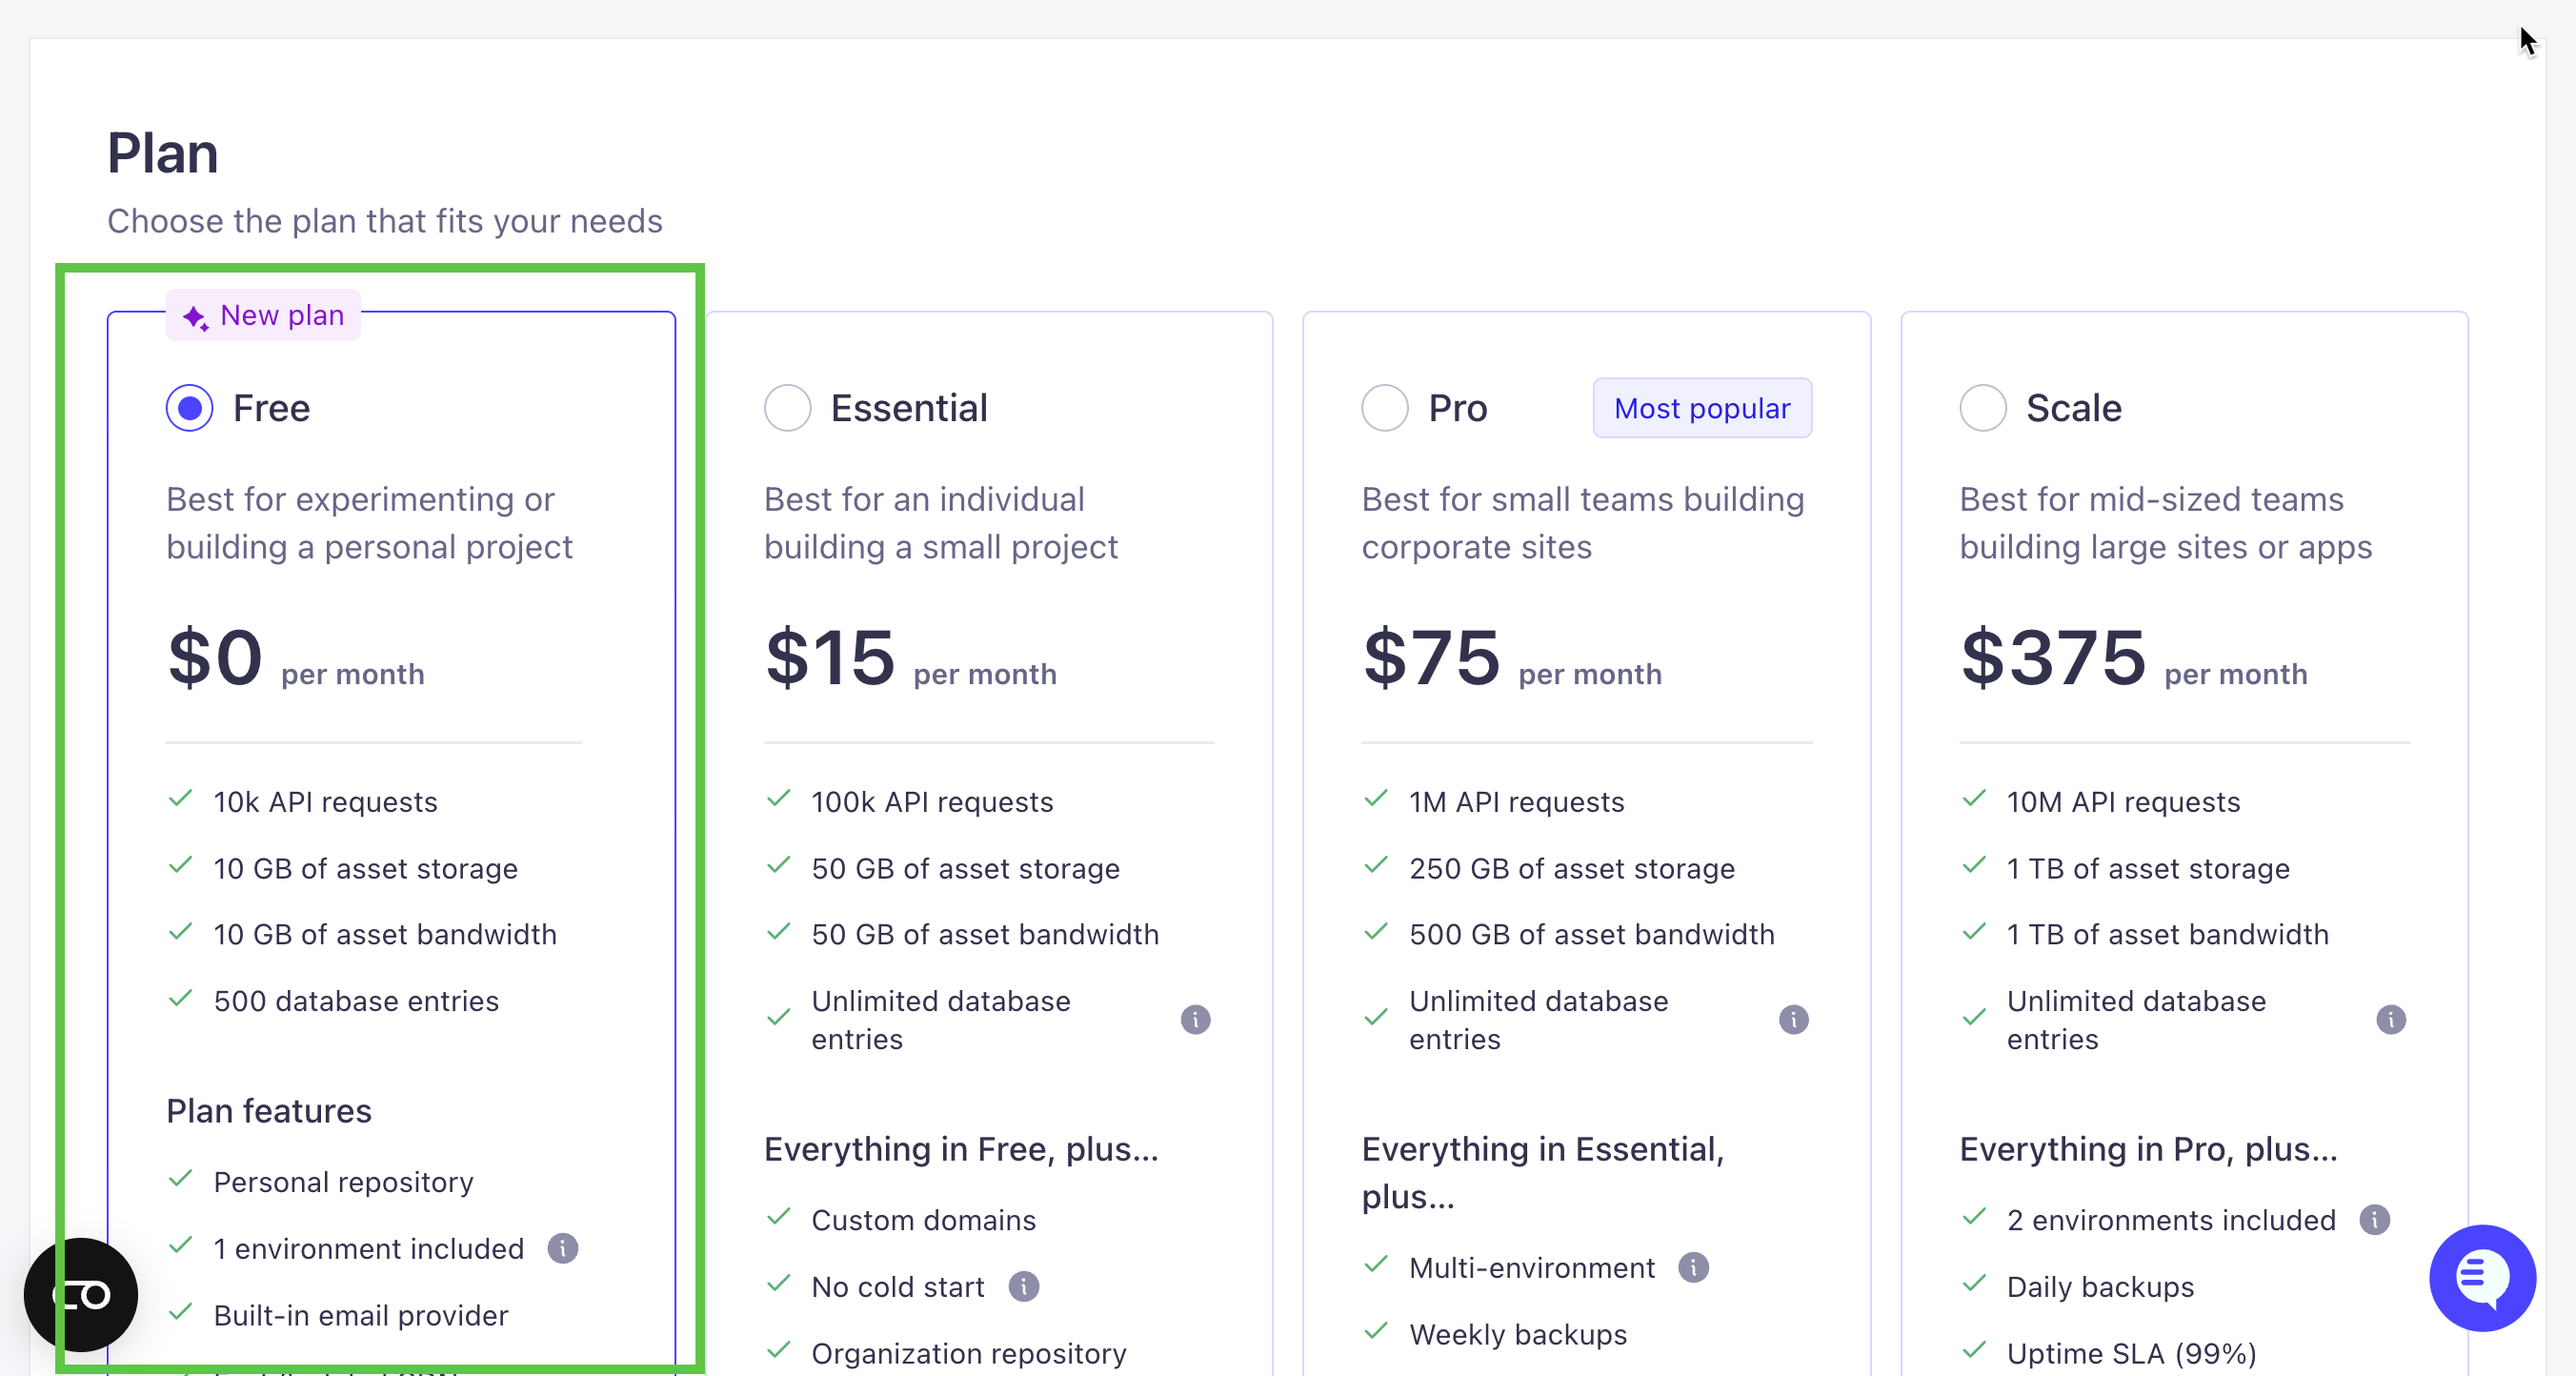 Plan
Choose the plan that fits your needs
New plan
Free
Best for experimenting or
building a personal project
$0 per month
10k API requests
10 GB of asset storage
10 GB of asset bandwidth
500 database entries
Plan features
Personal repository
1 environment included
Built-in email provider
Essential
Best for an individual
building a small project
$15 per month
100k API requests
50 GB of asset storage
50 GB of asset bandwidth
Unlimited database
entries
Everything in Free, plus...
Custom domains
No cold start
Organization repository
Pro
Most popular
Best for small teams building
corporate sites
$75 per month
1M API requests
250 GB of asset storage
500 GB of asset bandwidth
Unlimited database
entries
Everything in Essential,
plus...
Multi-environment
Weekly backups
Scale
Best for mid-sized teams
building large sites or apps
$375 per month
10M API requests
1 TB of asset storage
1 TB of asset bandwidth
Unlimited database
entries
Everything in Pro, plus...
2 environments included
Daily backups
Uptime SLA (99%)